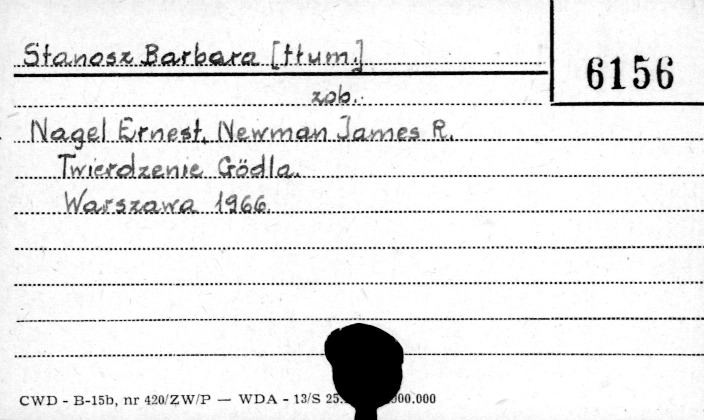 Stanosz Barbara [tłum.]
6156
zob.
Nagel Ernest, Newman James R.
Twierdzenie Gödla.
Warszawa 1966.
CWD - B-15b, nr 420/ZW/P — WDA - 13/S 25. 000.000